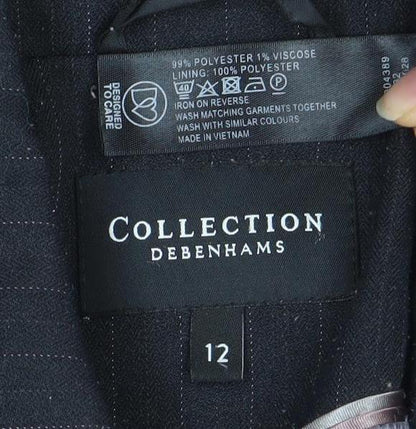 99% POLYESTER 1% VISCOSE
LINING: 100% POLYESTER
40 P
IRON ON REVERSE
WASH MATCHING GARMENTS TOGETHER
WASH WITH SIMILAR COLOURS
MADE IN VIETNAM
DESIGNED
TO CARE
COLLECTION
DEBENHAMS
12